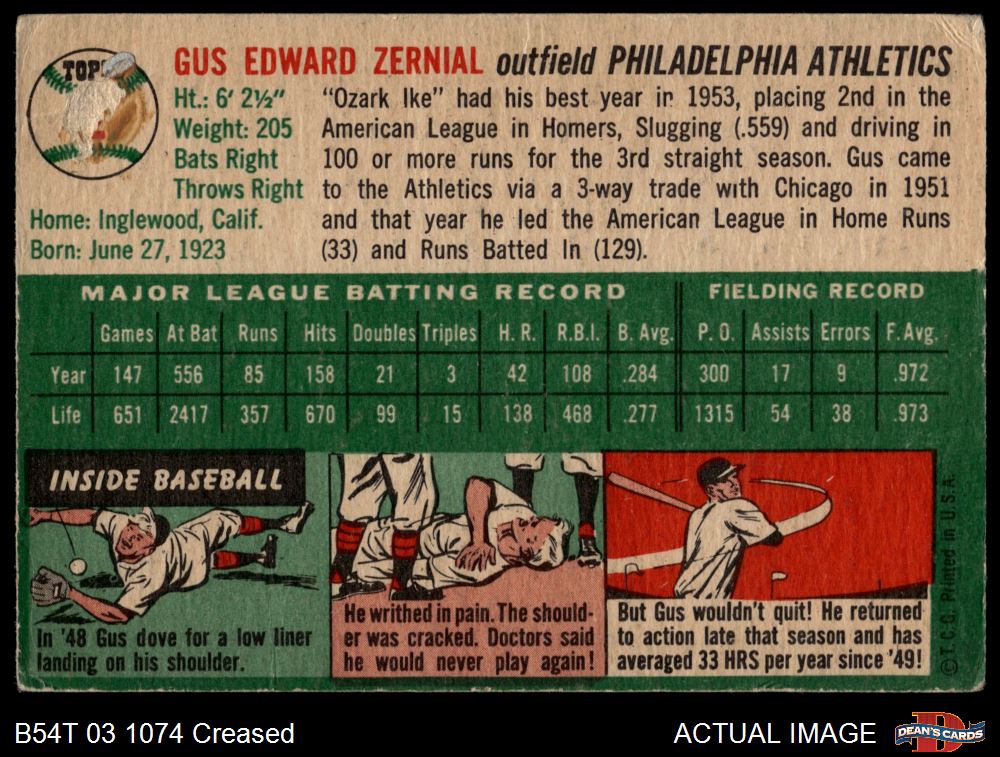 TOP
GUS EDWARD ZERNIAL outfield PHILADELPHIA ATHLETICS
Ht.: 6' 2½"
Weight: 205
Bats Right
Throws Right
Home: Inglewood, Calif.
Born: June 27, 1923
"Ozark Ike" had his best year in 1953, placing 2nd in the
American League in Homers, Slugging (.559) and driving in
100 or more runs for the 3rd straight season. Gus came
to the Athletics via a 3-way trade with Chicago in 1951
and that year he led the American League in Home Runs
(33) and Runs Batted In (129).
MAJOR LEAGUE BATTING RECORD FIELDING RECORD
Games At Bat Runs Hits Doubles Triples H. R. R.B.I. B. Avg. P. O. Assists Errors F. Avg.
Year 147 556 85 158 21 3 42 108 .284 300 17 9 .972
Life 651 2417 357 670 99 15 138 468 .277 1315 54 38 .973
INSIDE BASEBALL
In '48 Gus dove for a low liner
landing on his shoulder.
He writhed in pain. The should-
er was cracked. Doctors said
he would never play again!
But Gus wouldn't quit! He returned
to action late that season and has
averaged 33 HRS per year since '49!
© T.C.G. Printed in U.S.A.
B54T 03 1074 Creased
ACTUAL IMAGE
DEAN'S CARDS